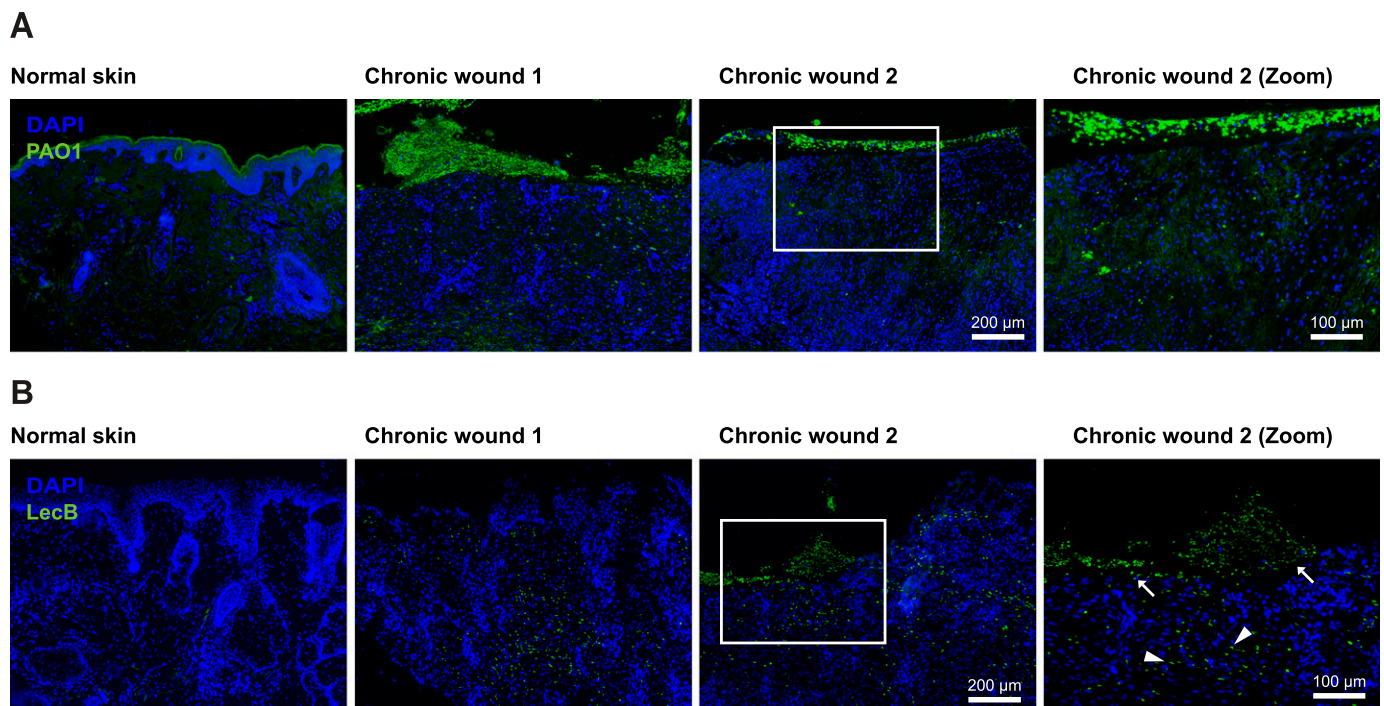 A
Normal skin
Chronic wound 1
Chronic wound 2
Chronic wound 2 (Zoom)
DAPI
PAO1
200 µm
100 µm
B
Normal skin
Chronic wound 1
Chronic wound 2
Chronic wound 2 (Zoom)
DAPI
LecB
200 µm
100 µm